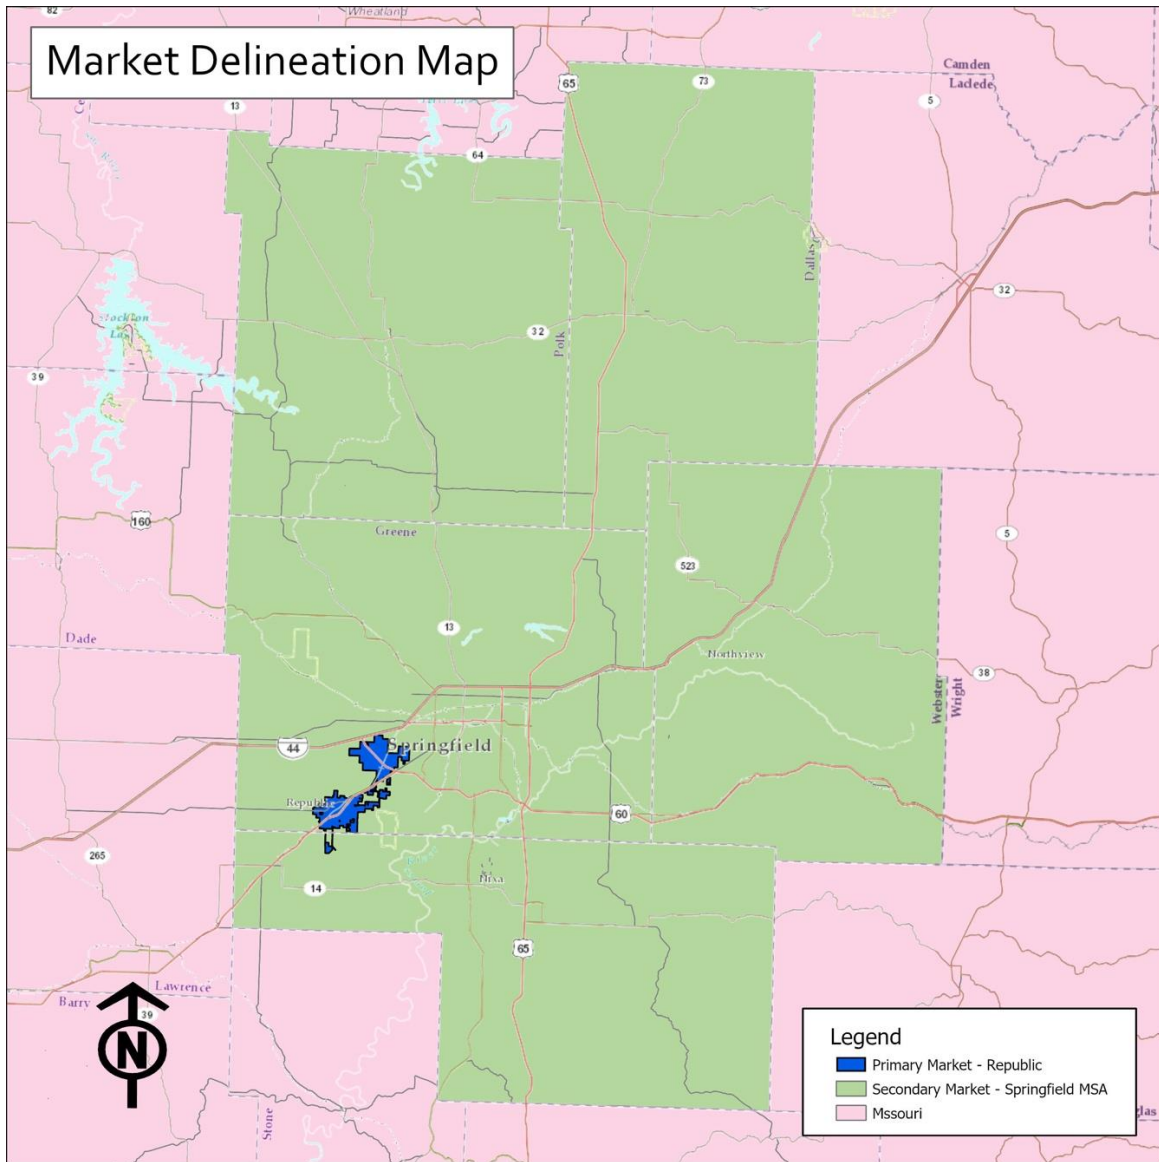 Wheatland
82
Market Delineation Map
65
73
Camden
Laclede
5
13
64
Dallas
32
Polk
32
39
160
Greene
5
523
13
Northview
Dade
38
Webster
Wright
44
Springfield
Republic
60
265
14
Nixa
65
Lawrence
Barry
39
N
Stone
Legend
Primary Market - Republic
Secondary Market - Springfield MSA
Mssouri
glas